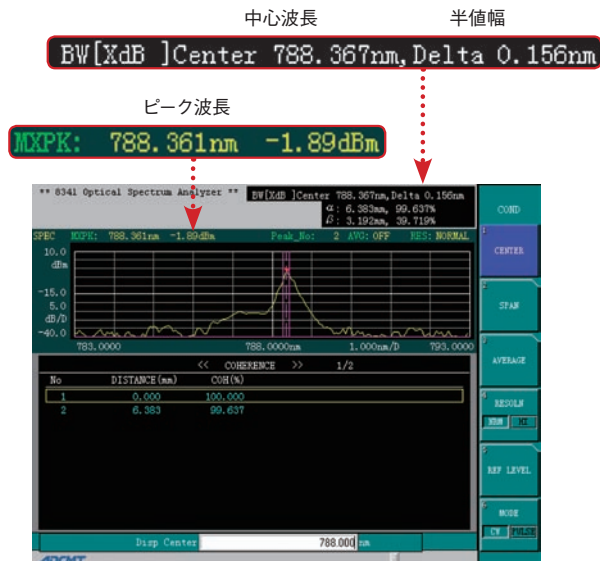 中心波長 半値幅
BW[XdB ]Center 788.367nm,Delta 0.156nm
ピーク波長
MXPK: 788.361nm -1.89dBm
** 8341 Optical Spectrum Analyzer **
BW[XdB ]Center 788.367nm,Delta 0.156nm
α: 6.383mm, 99.637%
β: 3.192mm, 39.719%
SPEC MXPK: 788.361nm -1.89dBm Peak_No: 2 AVG: OFF RES: NORMAL
10.0
dBm
-15.0
5.0
dB/D
-40.0
783.0000 788.0000nm 1.000nm/D 793.0000
<< COHERENCE >> 1/2
No DISTANCE(mm) COH(%)
1 0.000 100.000
2 6.383 99.637
Disp Center 788.000 nm
ADCMT
COND
1
CENTER
2
SPAN
AVERAGE
RESOLN
NRM HI
REF LEVEL
MODE
CW PULSE